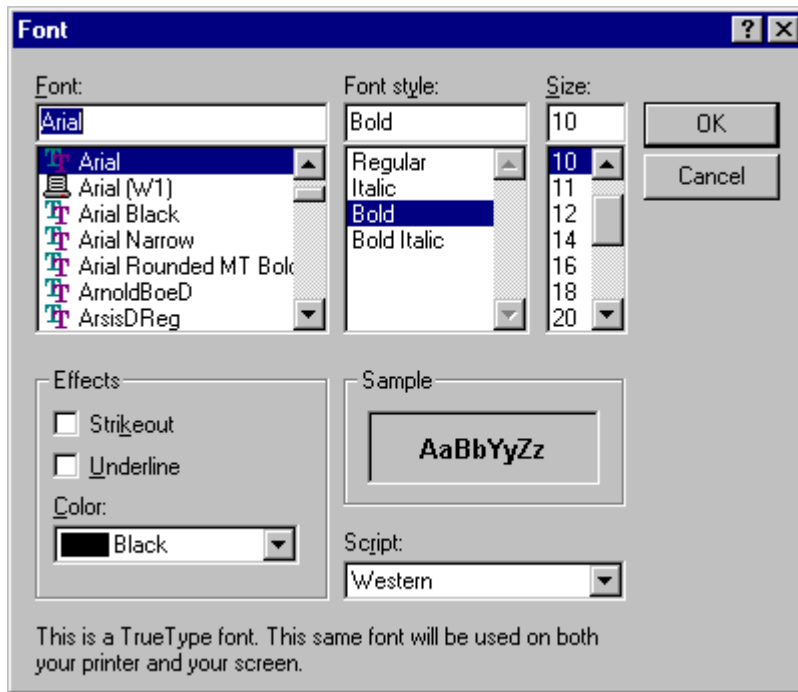 Font
Font:
Arial
Arial
Arial (W1)
Arial Black
Arial Narrow
Arial Rounded MT Bold
ArnoldBoeD
ArsisDReg
Font style:
Bold
Regular
Italic
Bold
Bold Italic
Size:
10
10
11
12
14
16
18
20
OK
Cancel
Effects
Strikeout
Underline
Color:
Black
Sample
AaBbYyZz
Script:
Western
This is a TrueType font. This same font will be used on both
your printer and your screen.